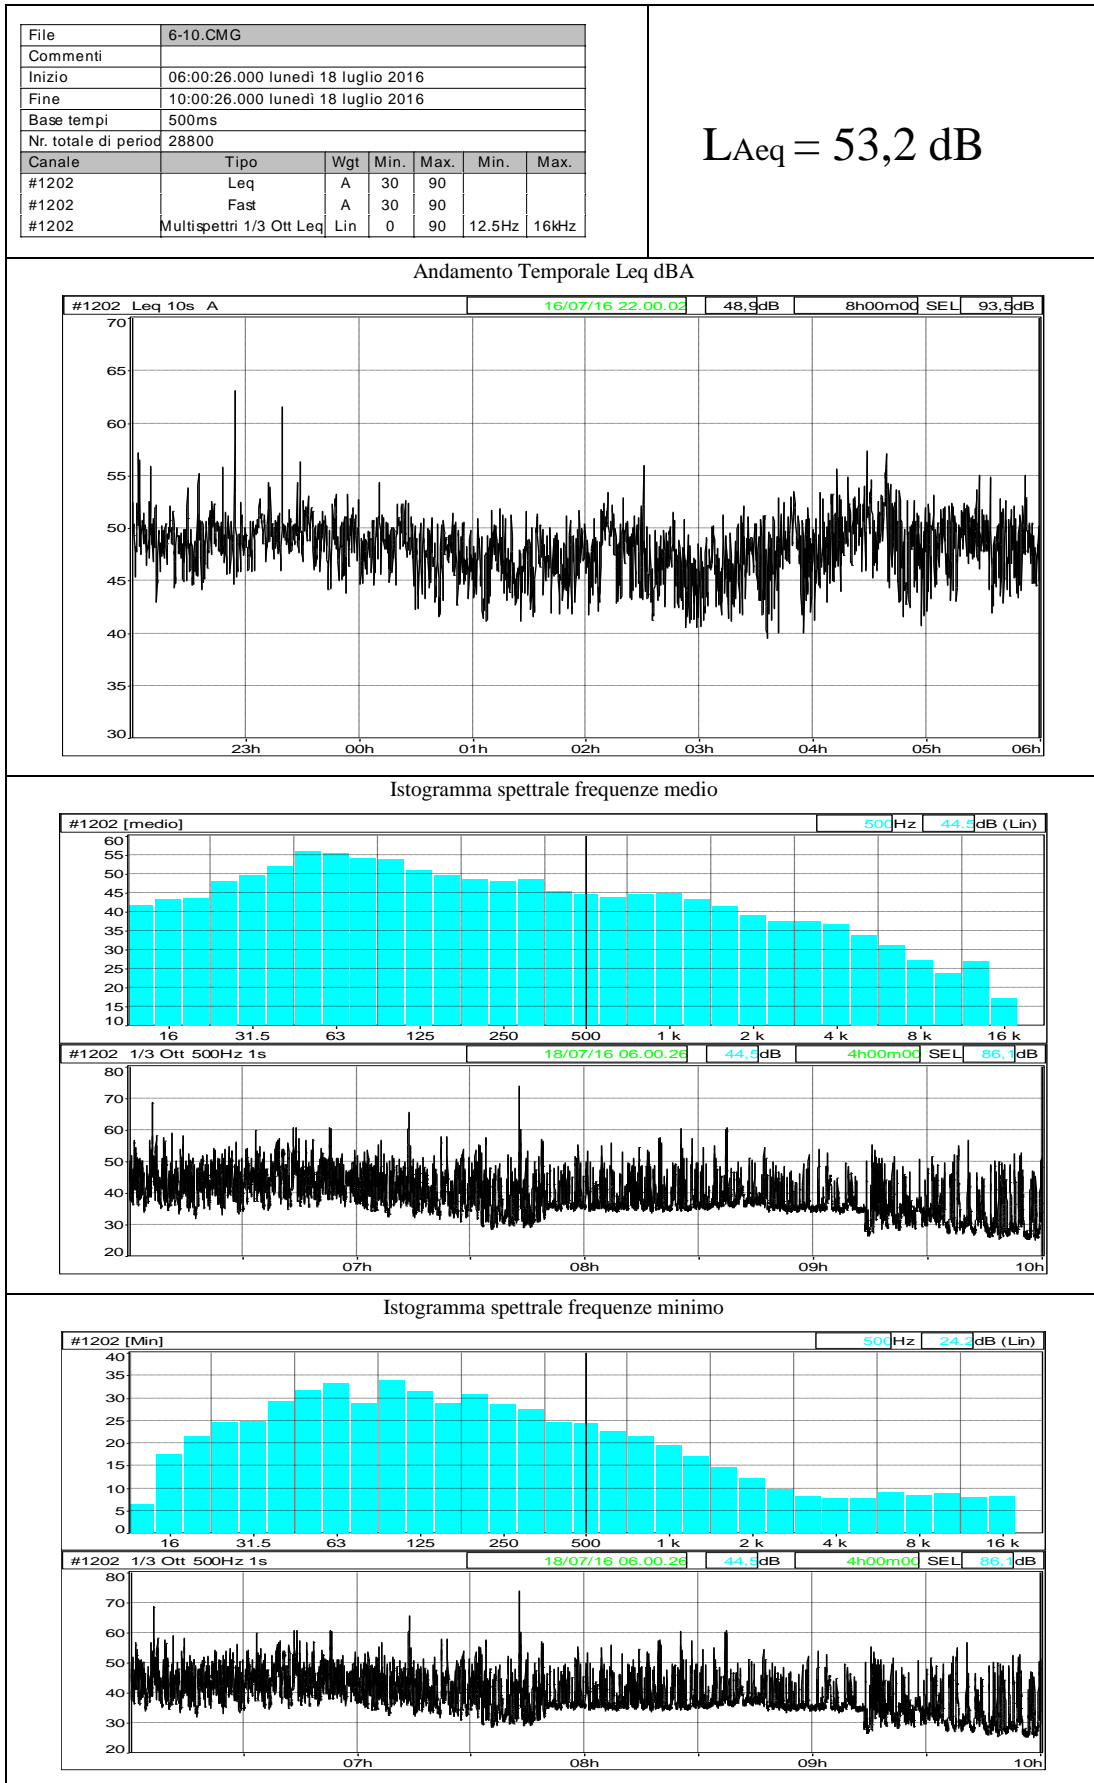 File 6-10.CMG
Commenti
Inizio 06:00:26.000 lunedì 18 luglio 2016
Fine 10:00:26.000 lunedì 18 luglio 2016
Base tempi 500ms
Nr. totale di period 28800
Canale Tipo Wgt Min. Max. Min. Max.
#1202 Leq A 30 90
#1202 Fast A 30 90
#1202 Multispettri 1/3 Ott Leq Lin 0 90 12.5Hz 16kHz
LAeq = 53,2 dB
Andamento Temporale Leq dBA
#1202 Leq 10s A 16/07/16 22.00.02 48,9dB 8h00m00 SEL 93,5dB
70
65
60
55
50
45
40
35
30
23h 00h 01h 02h 03h 04h 05h 06h
Istogramma spettrale frequenze medio
#1202 [medio] 500Hz 44.5dB (Lin)
60
55
50
45
40
35
30
25
20
15
10
16 31.5 63 125 250 500 1 k 2 k 4 k 8 k 16 k
#1202 1/3 Ott 500Hz 1s 18/07/16 06.00.26 44,5dB 4h00m00 SEL 86,1dB
80
70
60
50
40
30
20
07h 08h 09h 10h
Istogramma spettrale frequenze minimo
#1202 [Min] 500Hz 24.2dB (Lin)
40
35
30
25
20
15
10
5
0
16 31.5 63 125 250 500 1 k 2 k 4 k 8 k 16 k
#1202 1/3 Ott 500Hz 1s 18/07/16 06.00.26 44,5dB 4h00m00 SEL 86,1dB
80
70
60
50
40
30
20
07h 08h 09h 10h